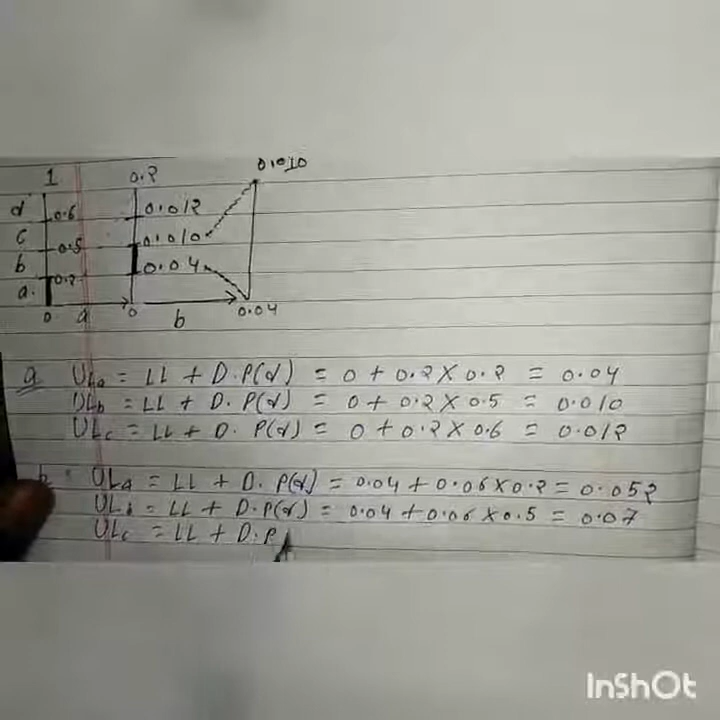 1 0.2 0.010
d 0.6 0.012
c 0.5 0.010
b 0.2 0.04
a.
0 a 0 b 0.04
a ULa = LL + D.P(α) = 0 + 0.2 X 0.2 = 0.04
ULb = LL + D. P(α) = 0 + 0.2 X 0.5 = 0.010
ULc = LL + D. P(α) = 0 + 0.2 X 0.6 = 0.012
b ULa = LL + D. P(α) = 0.04 + 0.06 X 0.2 = 0.052
ULb = LL + D.P(α) = 0.04 + 0.06 X 0.5 = 0.07
ULc = LL + D.P
InShOt